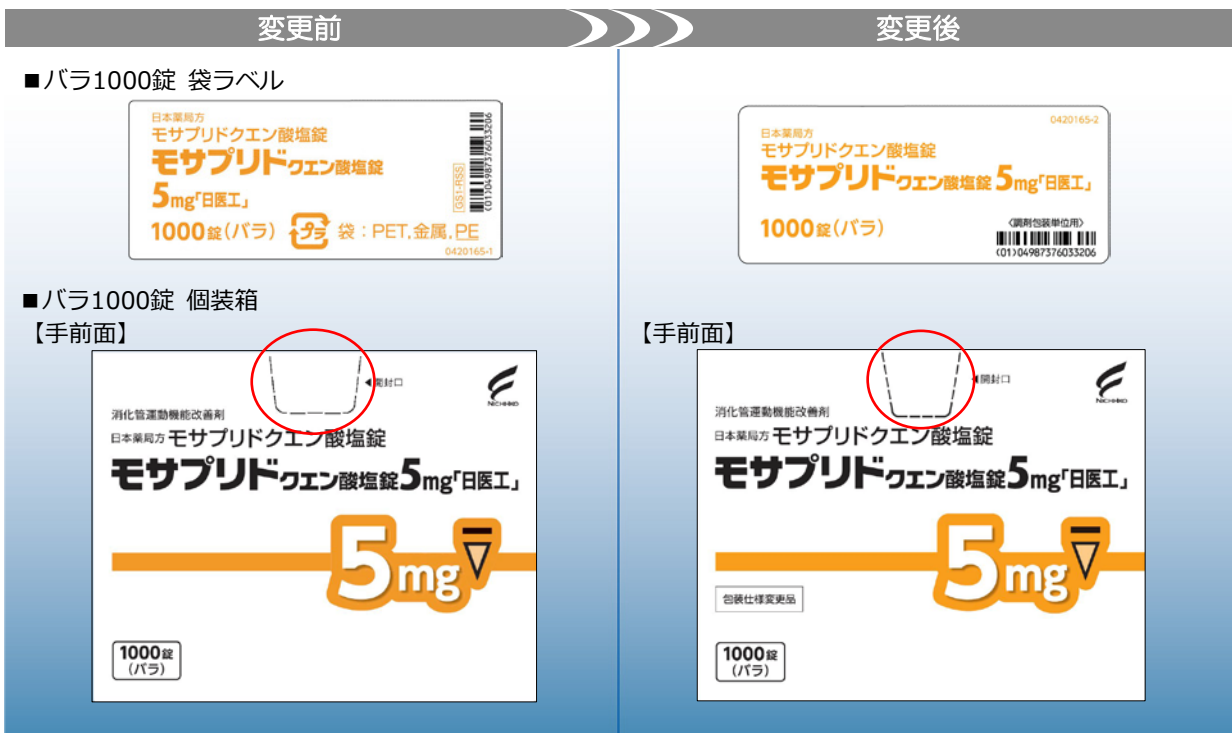 変更前
変更後
■バラ1000錠 袋ラベル
日本薬局方
モサプリドクエン酸塩錠
モサプリドクエン酸塩錠
5mg「日医工」
1000錠(バラ)
プラ
袋:PET,金属,PE
GS1-RSS
(01)04987376033206
0420165-1
0420165-2
日本薬局方
モサプリドクエン酸塩錠
モサプリドクエン酸塩錠 5mg「日医工」
1000錠(バラ)
〈調剤包装単位用〉
(01)04987376033206
■バラ1000錠 個装箱
【手前面】
◀開封口
NICHIIKO
消化管運動機能改善剤
日本薬局方 モサプリドクエン酸塩錠
モサプリドクエン酸塩錠5mg「日医工」
5mg
1000錠
(バラ)
【手前面】
◀開封口
NICHIIKO
消化管運動機能改善剤
日本薬局方 モサプリドクエン酸塩錠
モサプリドクエン酸塩錠5mg「日医工」
5mg
包装仕様変更品
1000錠
(バラ)